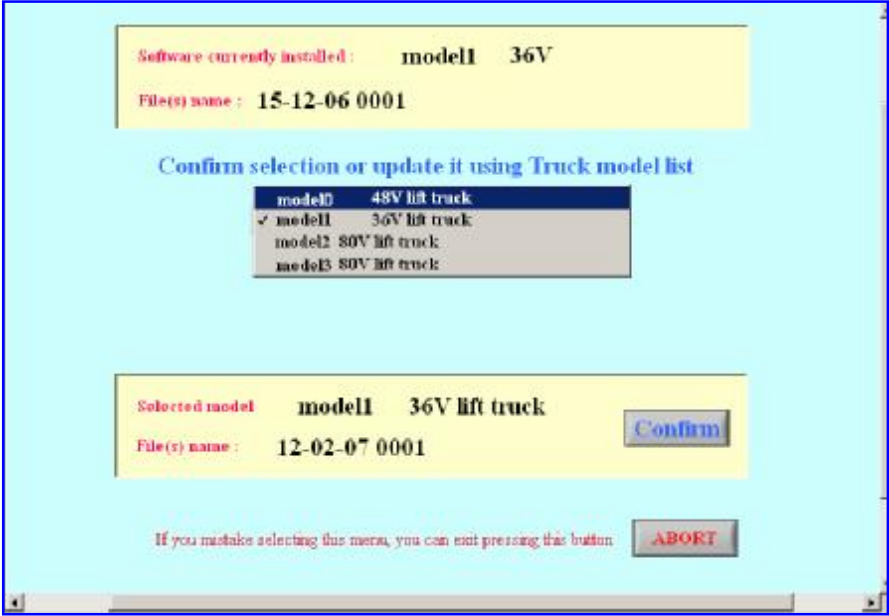 Software currently installed : model1 36V
File(s) name : 15-12-06 0001
Confirm selection or update it using Truck model list
model0 48V lift truck
✓ model1 36V lift truck
model2 80V lift truck
model3 80V lift truck
Selected model model1 36V lift truck
File(s) name : 12-02-07 0001
Confirm
If you mistake selecting this menu, you can exit pressing this button
ABORT